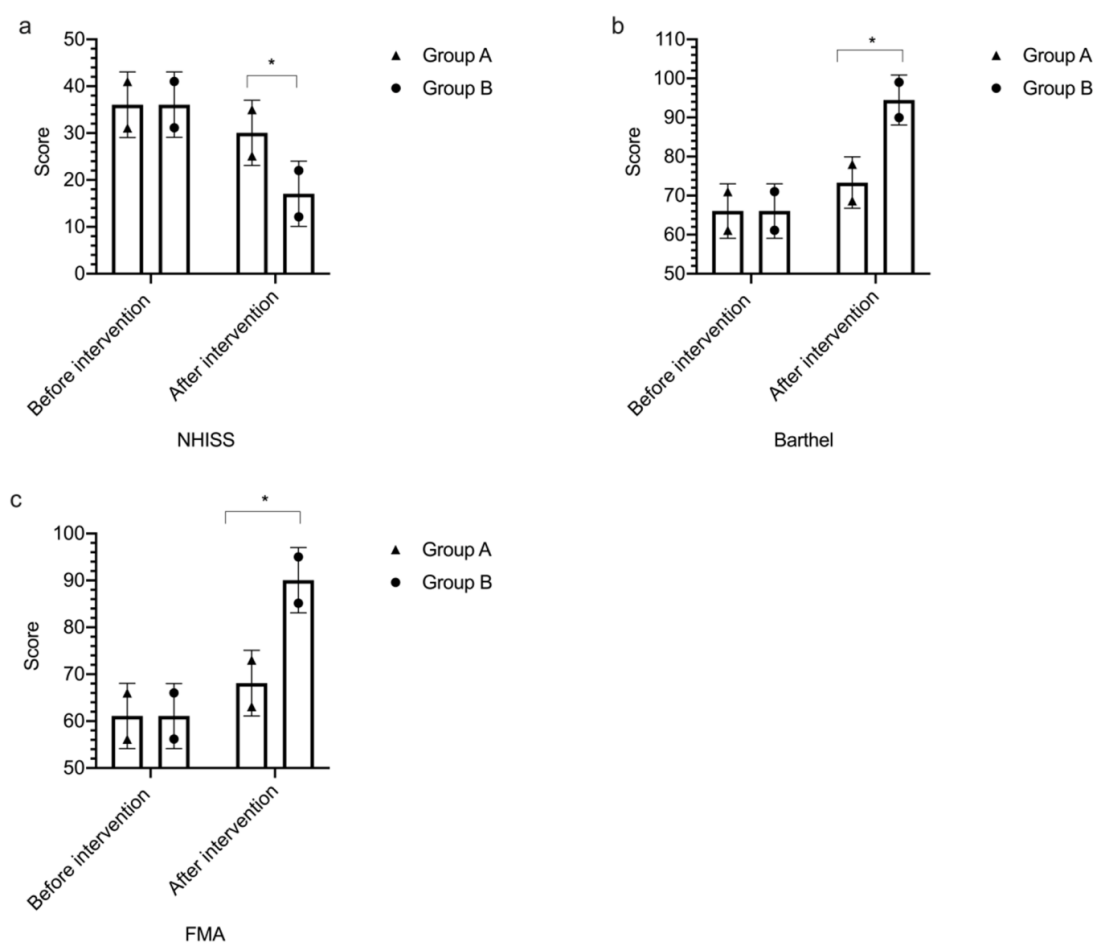 a
50
40
30
20
10
0
Score
*
Group A
Group B
Before intervention
After intervention
NHISS
b
110
100
90
80
70
60
50
Score
*
Group A
Group B
Before intervention
After intervention
Barthel
c
100
90
80
70
60
50
Score
*
Group A
Group B
Before intervention
After intervention
FMA